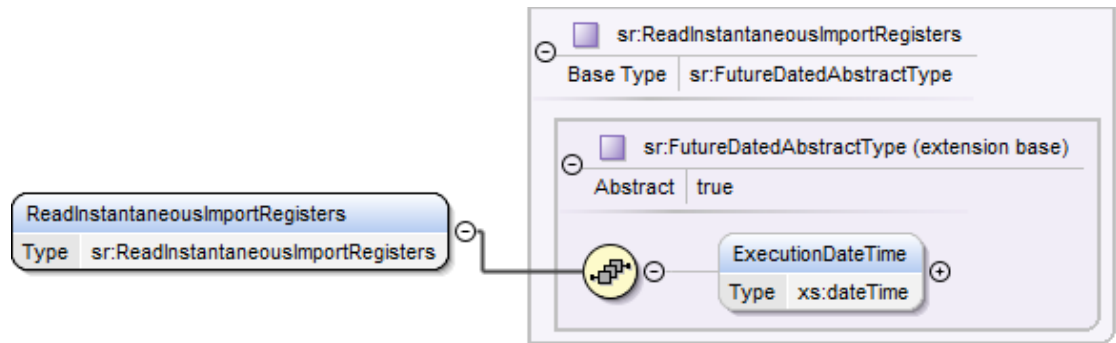 sr:ReadInstantaneousImportRegisters
Base Type sr:FutureDatedAbstractType
sr:FutureDatedAbstractType (extension base)
Abstract true
ReadInstantaneousImportRegisters
Type sr:ReadInstantaneousImportRegisters
ExecutionDateTime
Type xs:dateTime